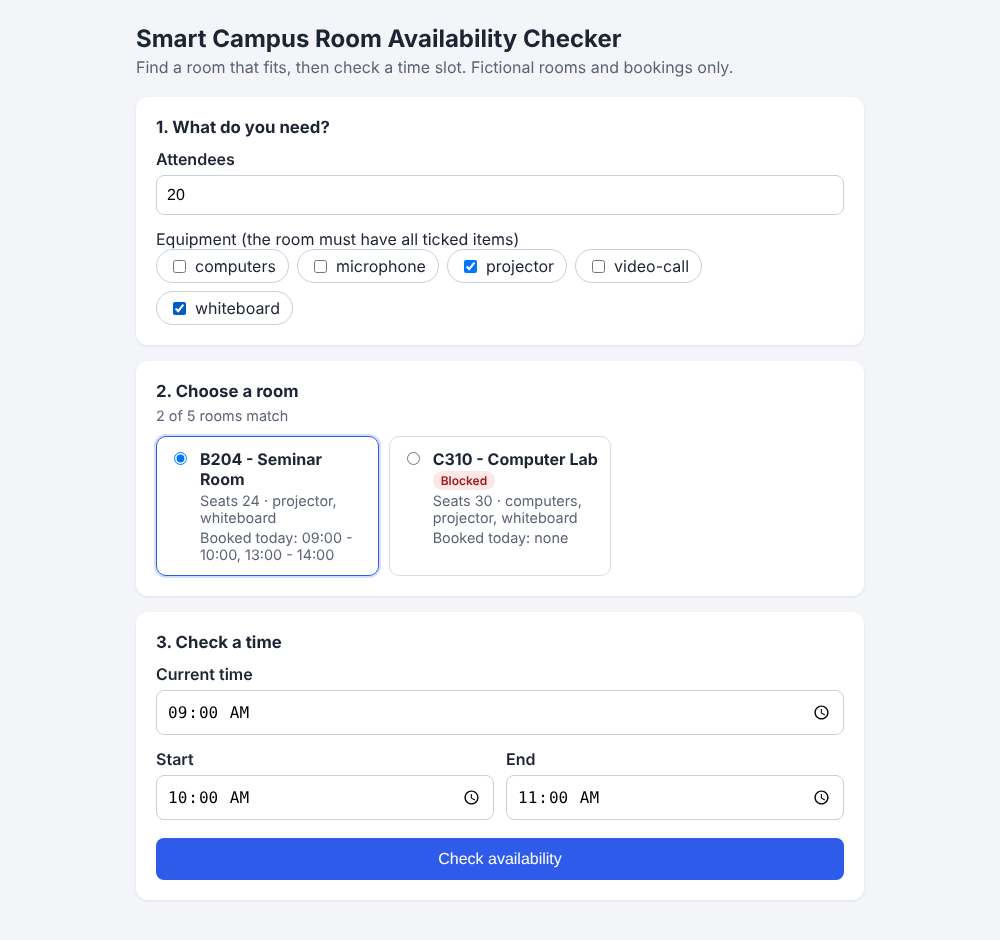 Smart Campus Room Availability Checker
Find a room that fits, then check a time slot. Fictional rooms and bookings only.
1. What do you need?
Attendees
20
Equipment (the room must have all ticked items)
computers
microphone
projector
video-call
whiteboard
2. Choose a room
2 of 5 rooms match
B204 - Seminar
Room
Seats 24 · projector,
whiteboard
Booked today: 09:00 -
10:00, 13:00 - 14:00
C310 - Computer Lab
Blocked
Seats 30 · computers,
projector, whiteboard
Booked today: none
3. Check a time
Current time
09:00 AM
Start
10:00 AM
End
11:00 AM
Check availability